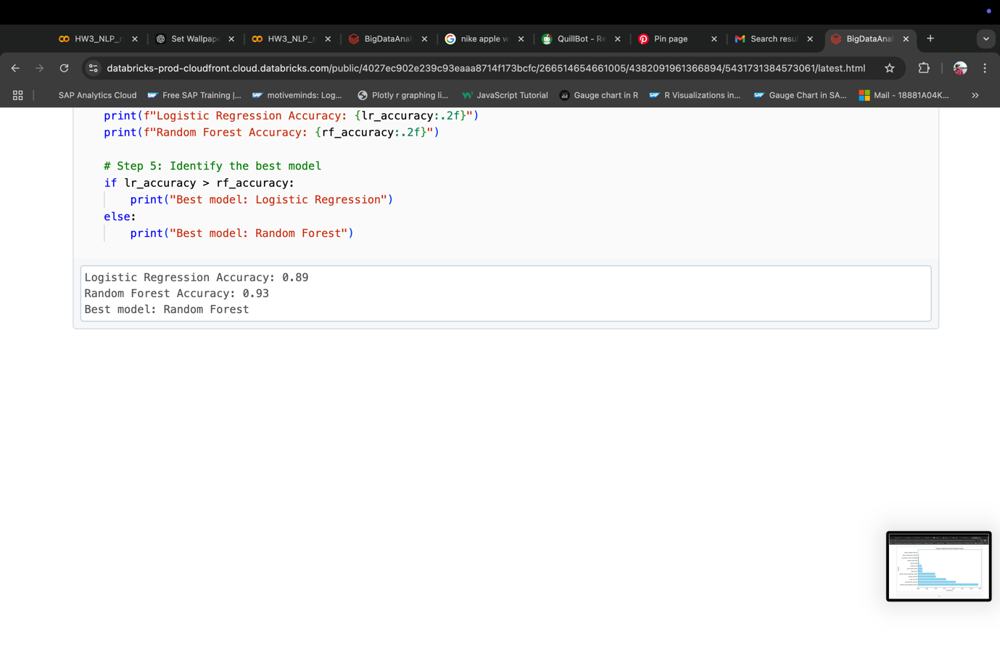 HW3_NLP_
Set Wallpape
HW3_NLP_
BigDataAnal
nike apple w
QuillBot - Re
Pin page
Search resul
BigDataAnal
databricks-prod-cloudfront.cloud.databricks.com/public/4027ec902e239c93eaaa8714f173bcfc/266514654661005/4382091961366894/5431731384573061/latest.html
SAP Analytics Cloud
Free SAP Training |...
motiveminds: Log...
Plotly r graphing li...
JavaScript Tutorial
Gauge chart in R
R Visualizations in...
Gauge Chart in SA...
Mail - 18881A04K...
print(f"Logistic Regression Accuracy: {lr_accuracy:.2f}")
print(f"Random Forest Accuracy: {rf_accuracy:.2f}")
# Step 5: Identify the best model
if lr_accuracy > rf_accuracy:
print("Best model: Logistic Regression")
else:
print("Best model: Random Forest")
Logistic Regression Accuracy: 0.89
Random Forest Accuracy: 0.93
Best model: Random Forest